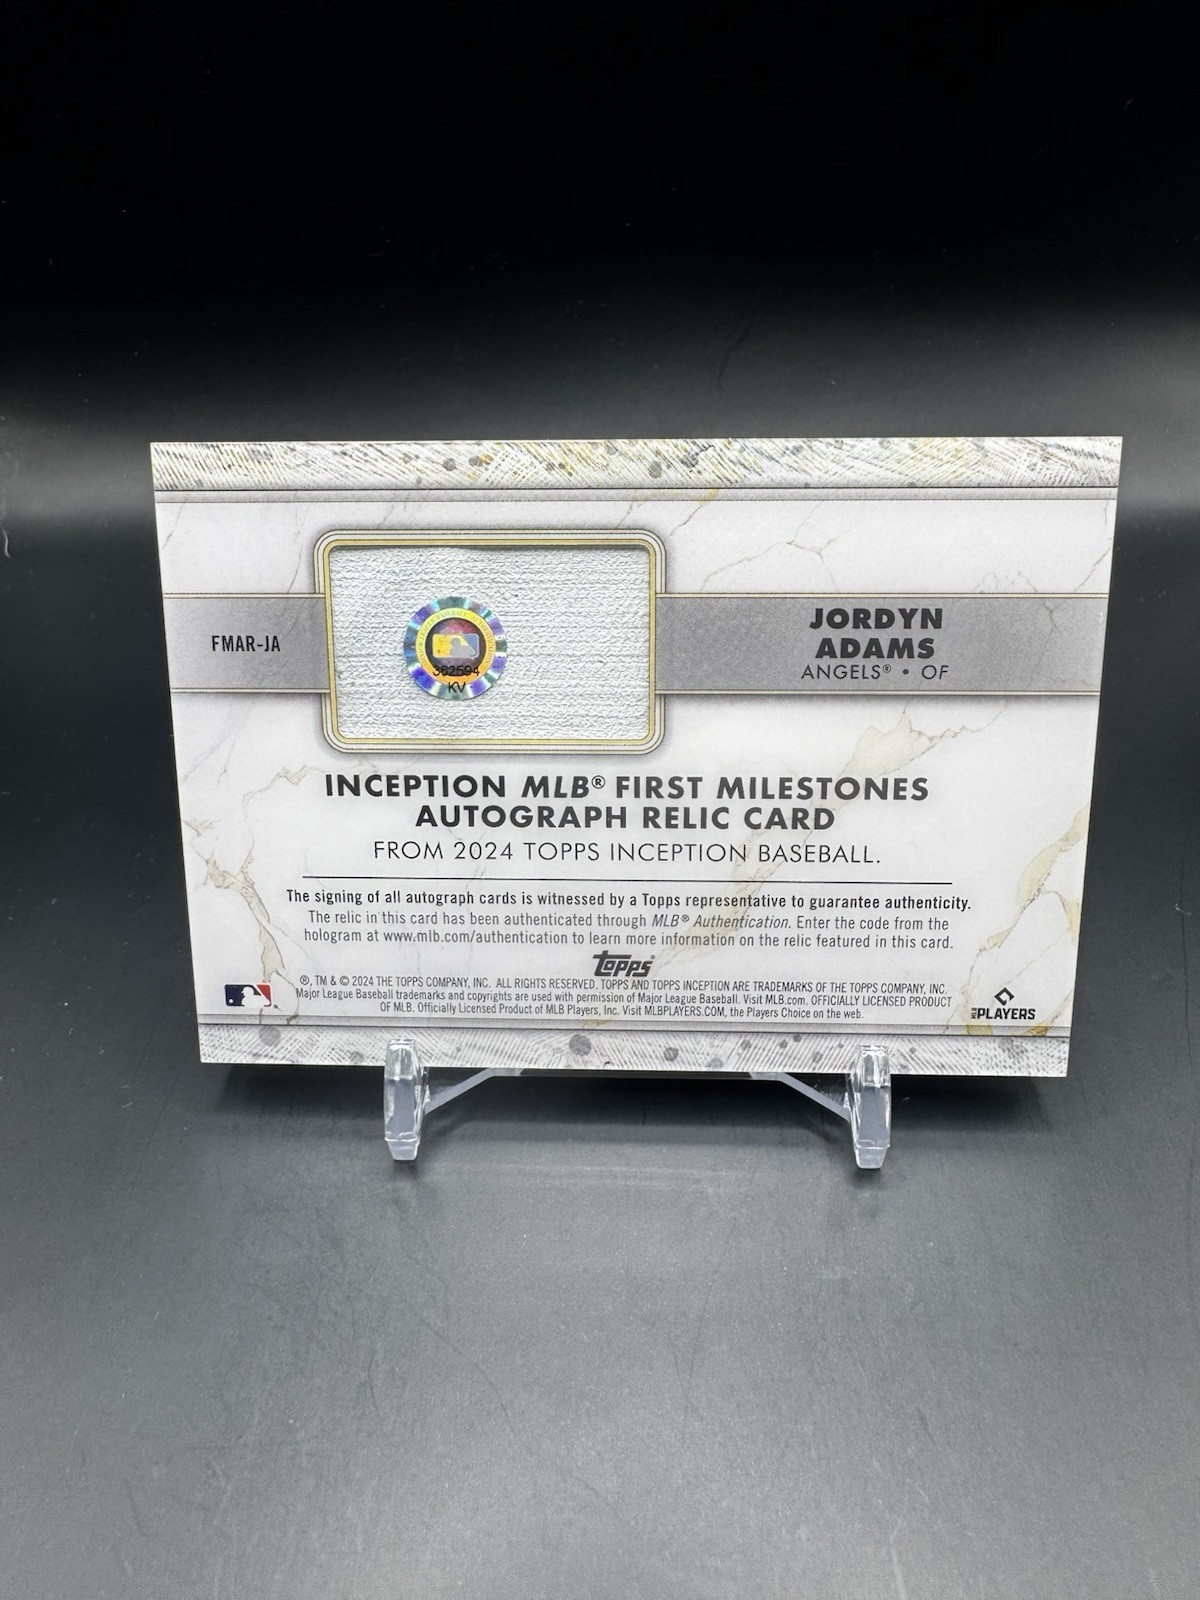 FMAR-JA
362594
KV
JORDYN
ADAMS
ANGELS® • OF
INCEPTION MLB® FIRST MILESTONES
AUTOGRAPH RELIC CARD
FROM 2024 TOPPS INCEPTION BASEBALL.
The signing of all autograph cards is witnessed by a Topps representative to guarantee authenticity.
The relic in this card has been authenticated through MLB® Authentication. Enter the code from the
hologram at www.mlb.com/authentication to learn more information on the relic featured in this card.
topps
®, TM & © 2024 THE TOPPS COMPANY, INC. ALL RIGHTS RESERVED. TOPPS AND TOPPS INCEPTION ARE TRADEMARKS OF THE TOPPS COMPANY, INC.
Major League Baseball trademarks and copyrights are used with permission of Major League Baseball. Visit MLB.com. OFFICIALLY LICENSED PRODUCT
OF MLB. Officially Licensed Product of MLB Players, Inc. Visit MLBPLAYERS.COM, the Players Choice on the web.
MLB PLAYERS